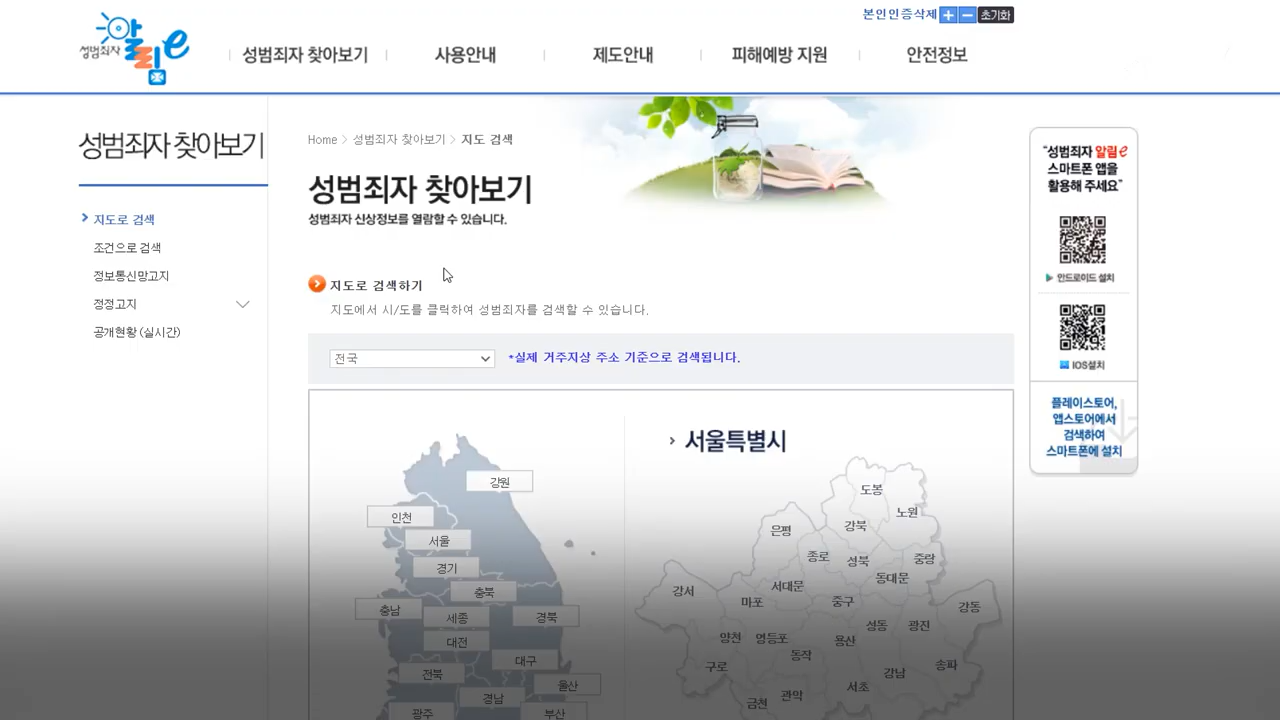 본인인증삭제 + − 초기화
성범죄자 알림e
성범죄자 찾아보기
사용안내
제도안내
피해예방 지원
안전정보
성범죄자 찾아보기
지도로 검색
조건으로 검색
정보통신망고지
정정고지
공개현황 (실시간)
Home > 성범죄자 찾아보기 > 지도 검색
성범죄자 찾아보기
성범죄자 신상정보를 열람할 수 있습니다.
지도로 검색하기
지도에서 시/도를 클릭하여 성범죄자를 검색할 수 있습니다.
전국
*실제 거주지상 주소 기준으로 검색됩니다.
강원
인천
서울
경기
충북
충남
세종
경북
대전
대구
전북
울산
경남
광주
부산
서울특별시
도봉
노원
강북
은평
종로
성북
중랑
동대문
서대문
강서
마포
중구
강동
성동
광진
양천
영등포
용산
동작
구로
송파
강남
서초
관악
금천
"성범죄자 알림e
스마트폰 앱을
활용해 주세요"
안드로이드 설치
IOS설치
플레이스토어,
앱스토어에서
검색하여
스마트폰에 설치